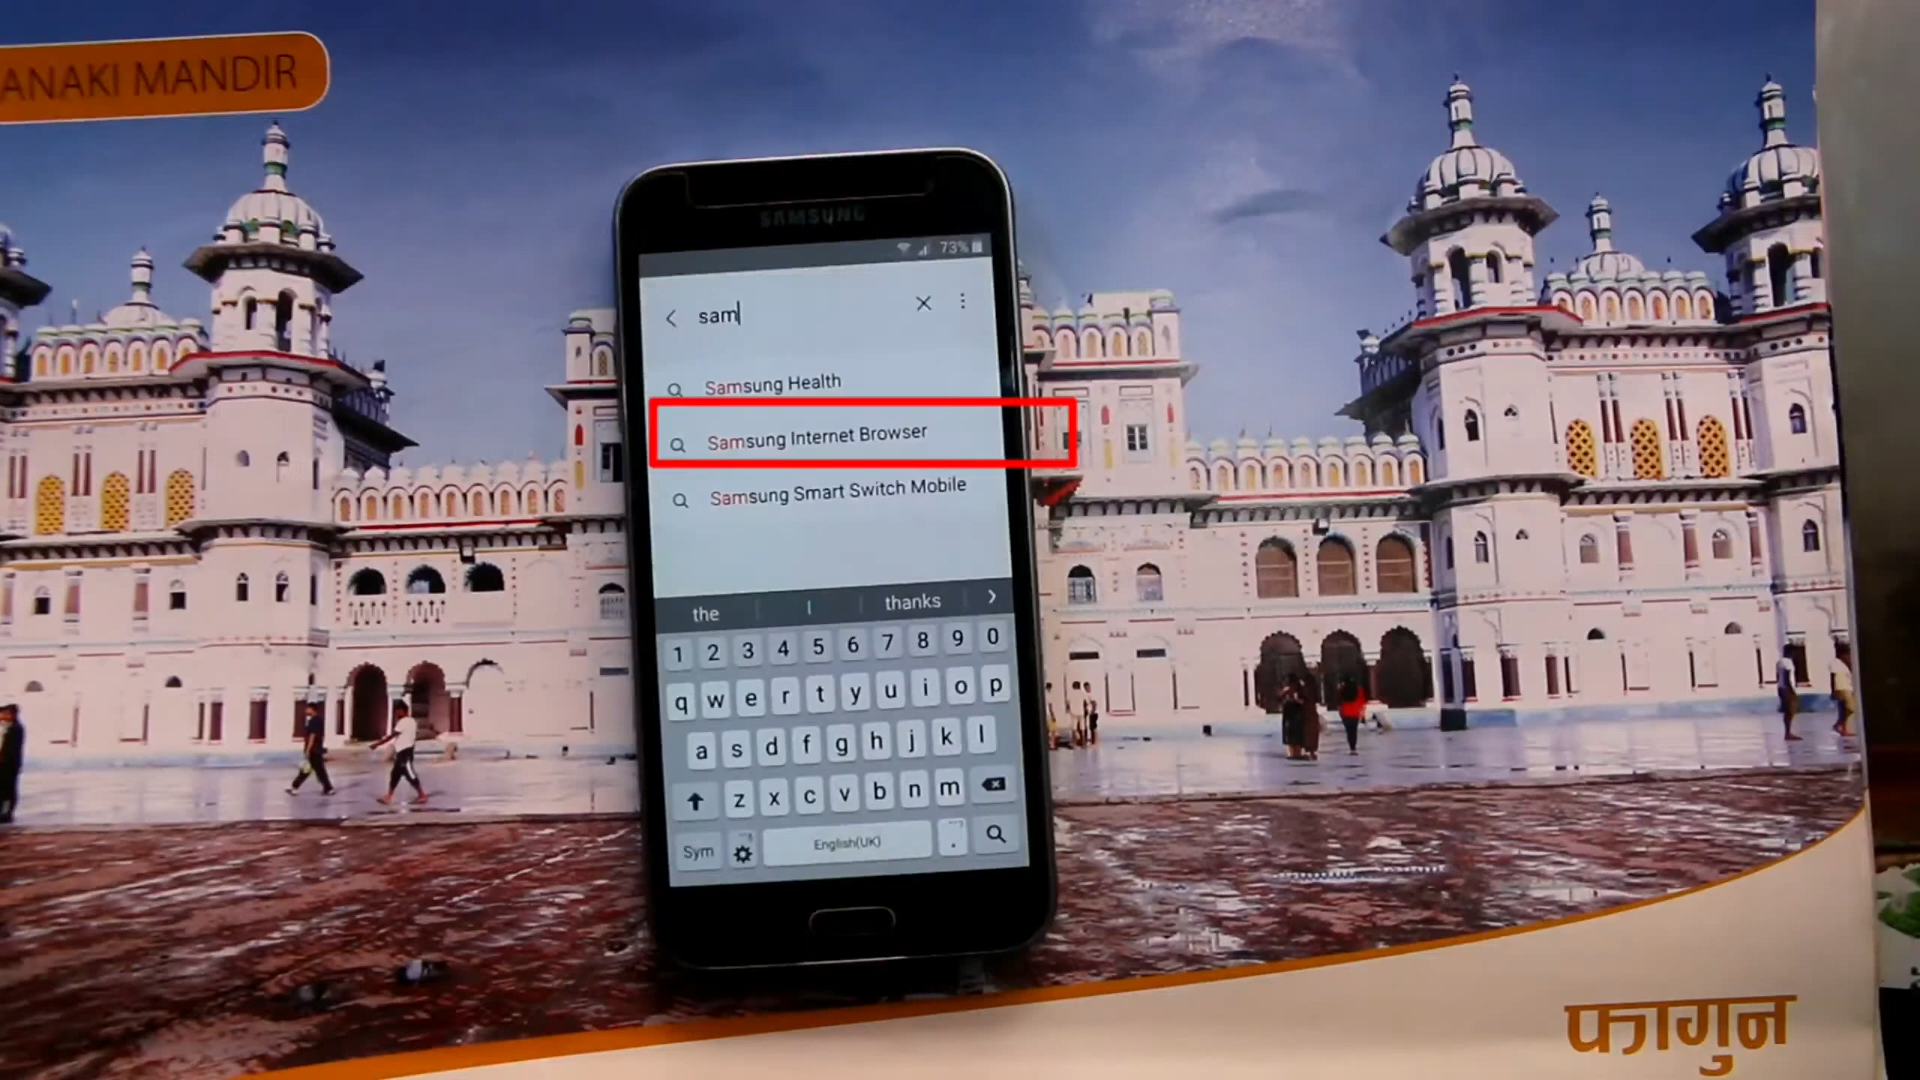 ANAKI MANDIR
SAMSUNG
73%
sam
Samsung Health
Samsung Internet Browser
Samsung Smart Switch Mobile
the I thanks
1 2 3 4 5 6 7 8 9 0
q w e r t y u i o p
a s d f g h j k l
z x c v b n m
Sym English(UK) .
फागुन